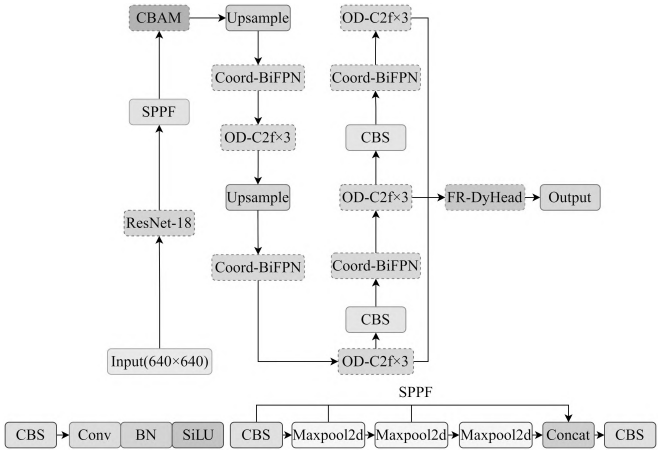 CBAM
Upsample
OD-C2f×3
Coord-BiFPN
Coord-BiFPN
SPPF
OD-C2f×3
CBS
ResNet-18
Upsample
OD-C2f×3
FR-DyHead
Output
Coord-BiFPN
Coord-BiFPN
CBS
Input(640×640)
OD-C2f×3
SPPF
CBS
Conv
BN
SiLU
CBS
Maxpool2d
Maxpool2d
Maxpool2d
Concat
CBS